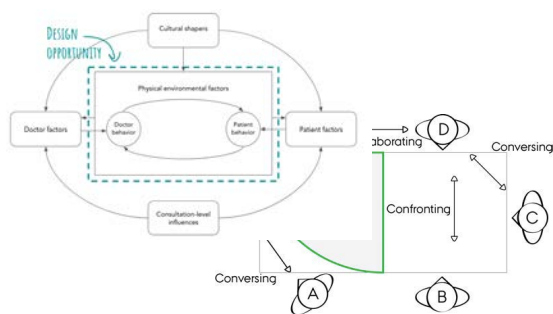 Cultural shapers
DESIGN
OPPORTUNITY
Physical environmental factors
Doctor factors
Doctor
behavior
Patient
behavior
Patient factors
Consultation-level
influences
D
aborating
Conversing
Confronting
C
Conversing
A
B